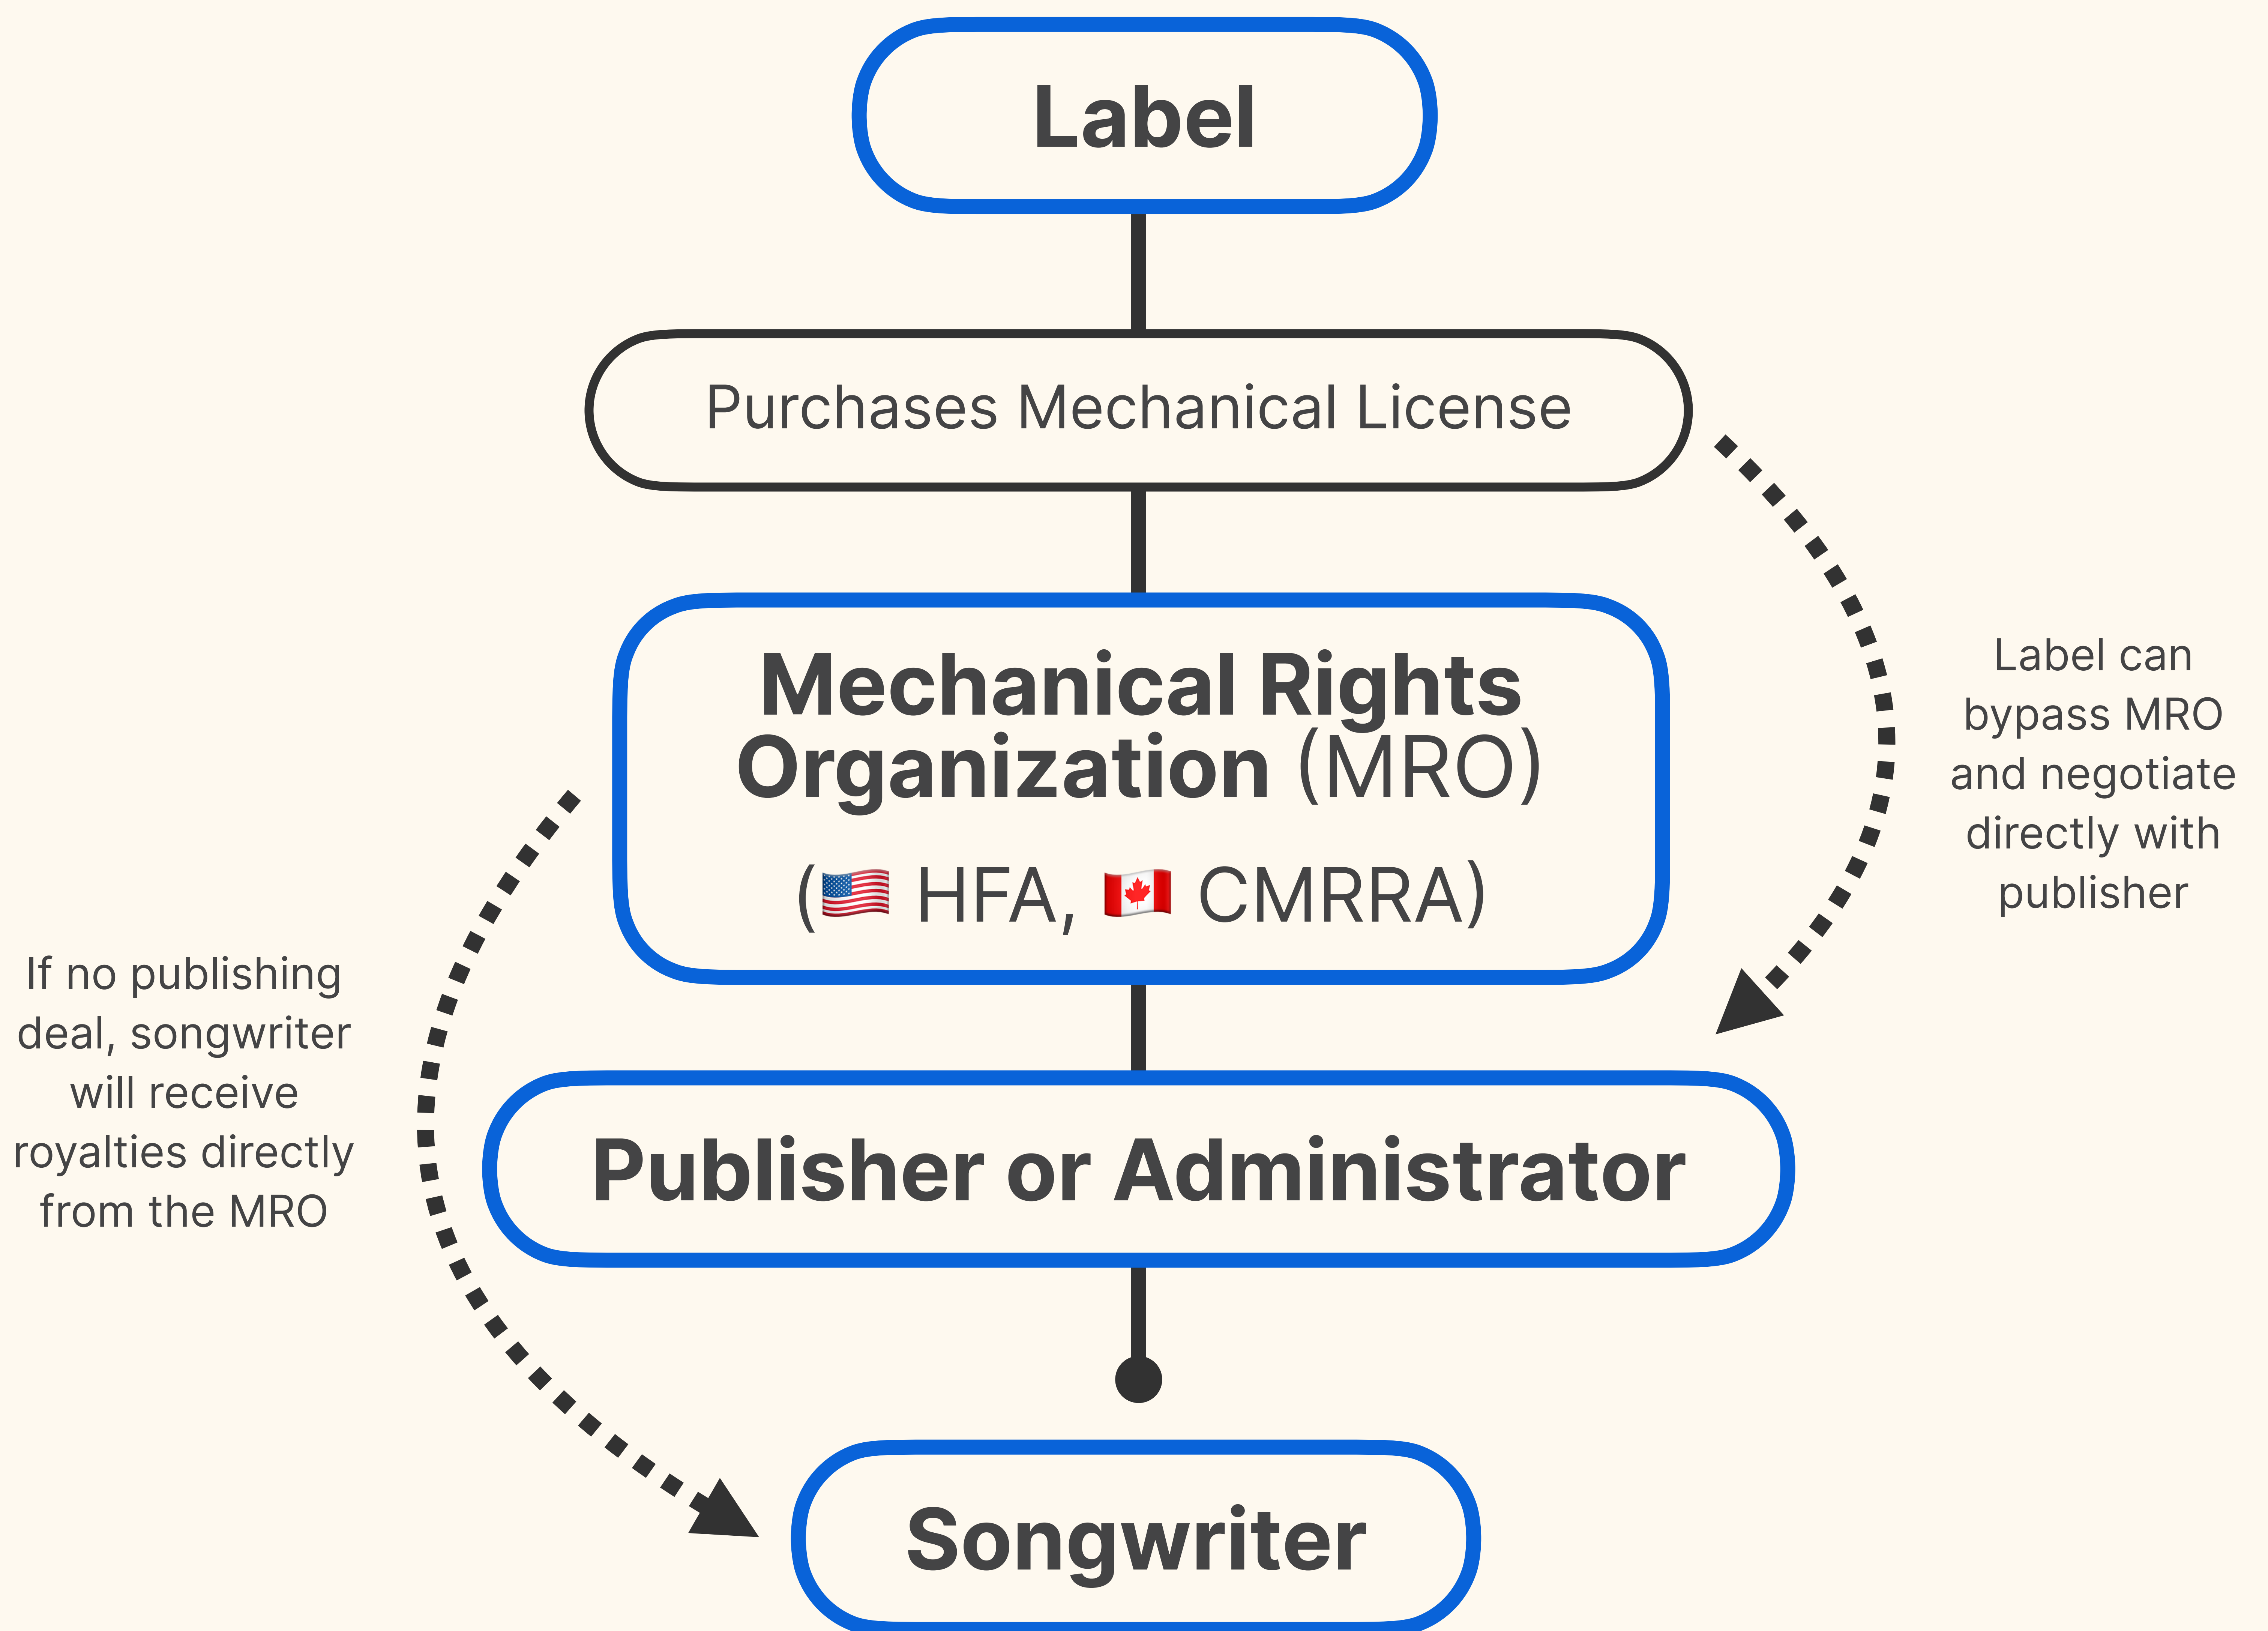 Label
Purchases Mechanical License
Mechanical Rights
Organization (MRO)
(🇺🇸 HFA, 🇨🇦 CMRRA)
Label can
bypass MRO
and negotiate
directly with
publisher
If no publishing
deal, songwriter
will receive
royalties directly
from the MRO
Publisher or Administrator
Songwriter